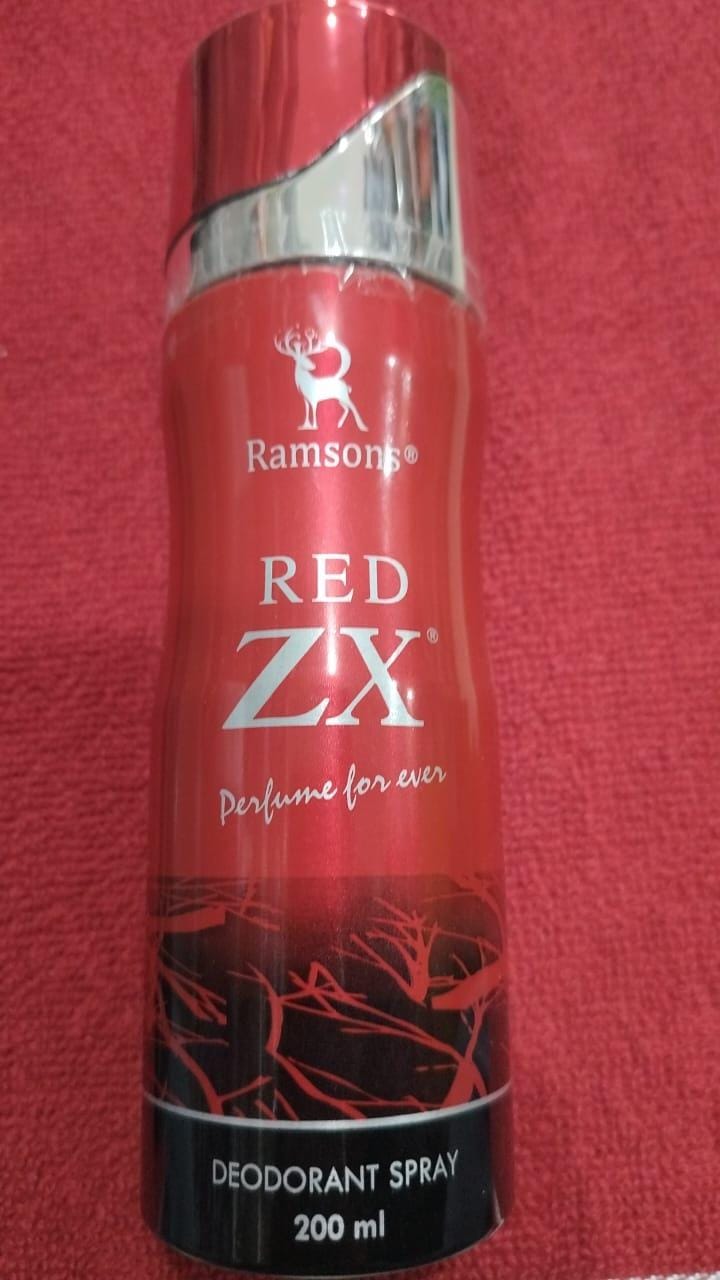 Ramsons®
RED
ZX®
Perfume for ever
DEODORANT SPRAY
200 ml